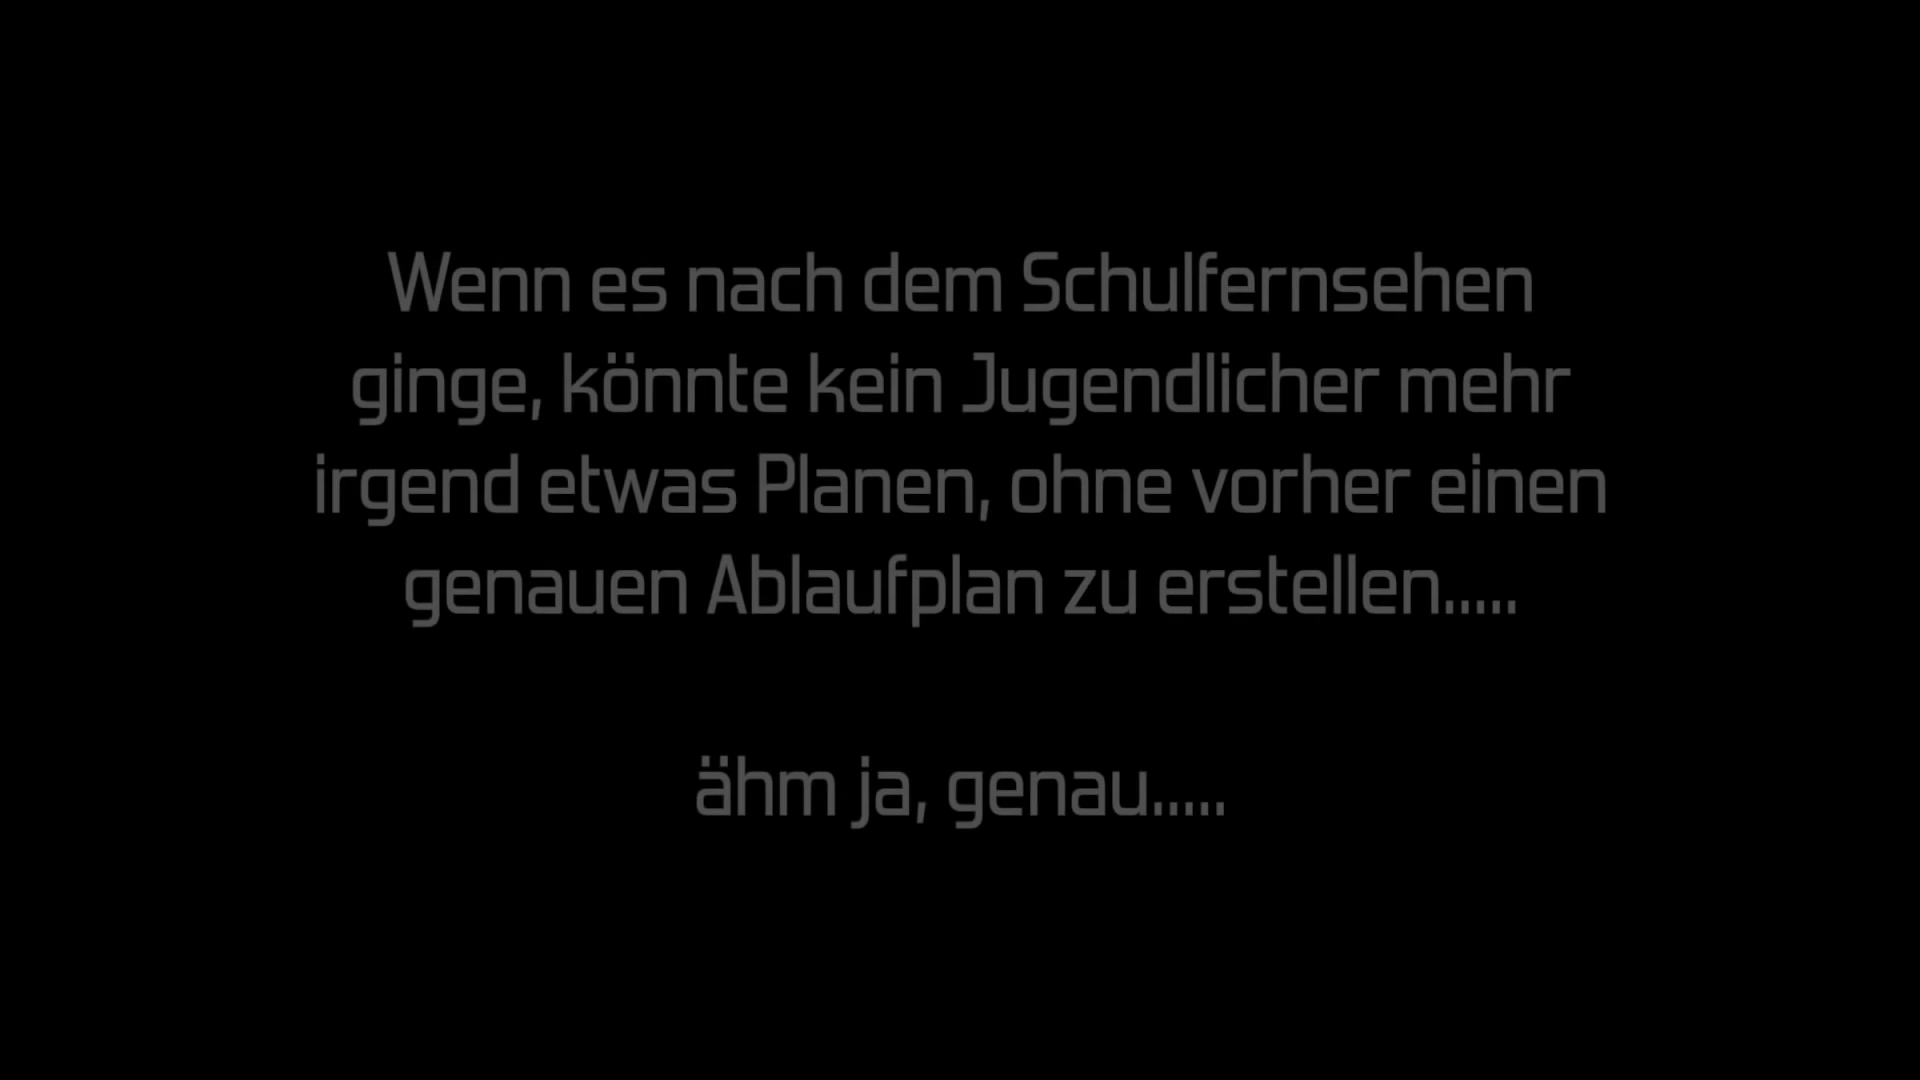 Wenn es nach dem Schulfernsehen
ginge, könnte kein Jugendlicher mehr
irgend etwas Planen, ohne vorher einen
genauen Ablaufplan zu erstellen.....
ähm ja, genau.....